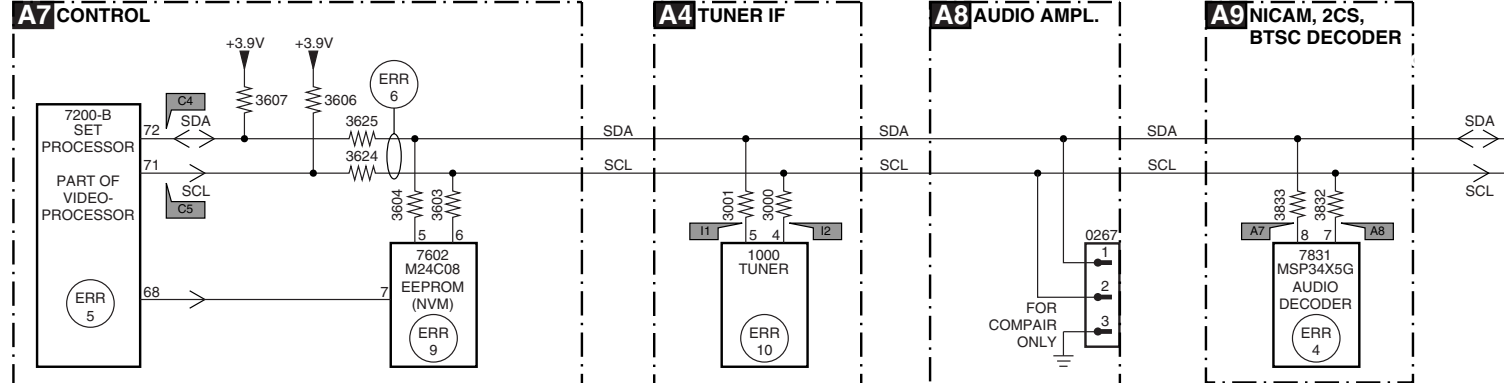 A7 CONTROL
+3.9V
+3.9V
3607
3606
ERR
6
7200-B
SET
PROCESSOR
PART OF
VIDEO-
PROCESSOR
ERR
5
C4
72
SDA
71
SCL
C5
68
3625
3624
3604
3603
5
6
7602
M24C08
EEPROM
(NVM)
7
ERR
9
SDA
SCL
A4 TUNER IF
3001
3000
I1
5
4
I2
1000
TUNER
ERR
10
SDA
SCL
A8 AUDIO AMPL.
0267
1
2
3
FOR
COMPAIR
ONLY
SDA
SCL
A9 NICAM, 2CS,
BTSC DECODER
3833
3832
A7
8
7
A8
7831
MSP34X5G
AUDIO
DECODER
ERR
4
SDA
SCL